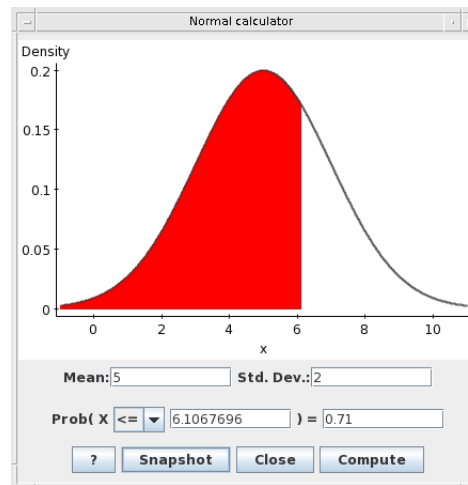 Normal calculator
Density
0.2
0.15
0.1
0.05
0
0 2 4 6 8 10
x
Mean: 5 Std. Dev.: 2
Prob( X <= 6.1067696 ) = 0.71
? Snapshot Close Compute